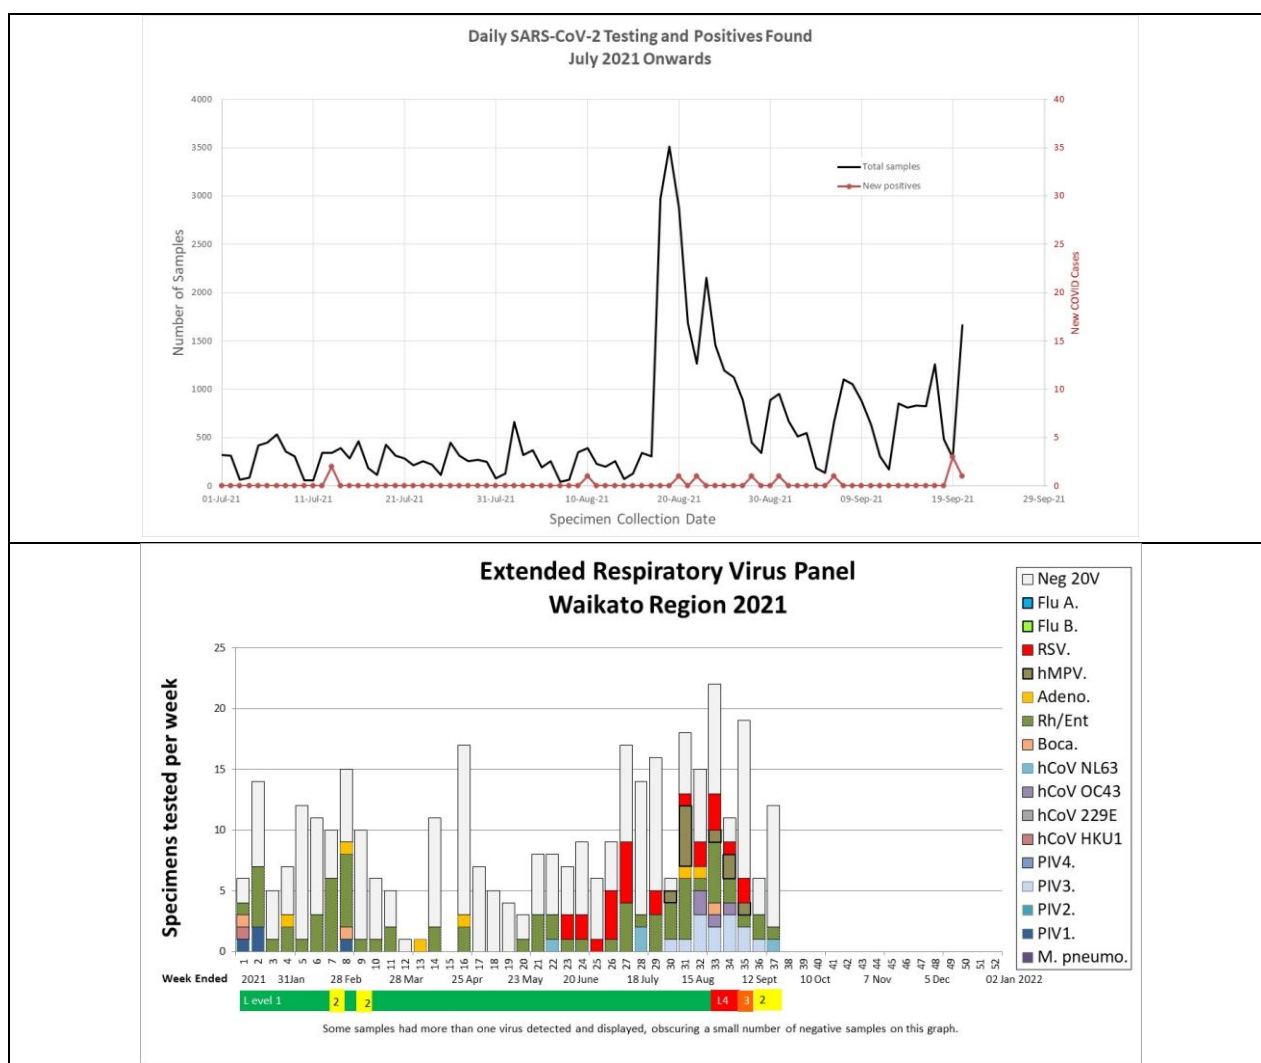 Daily SARS-CoV-2 Testing and Positives Found
July 2021 Onwards
4000
3500
3000
2500
2000
1500
1000
500
0
Number of Samples
40
35
30
25
20
15
10
5
0
New COVID Cases
Total samples
New positives
01-Jul-21 11-Jul-21 21-Jul-21 31-Jul-21 10-Aug-21 20-Aug-21 30-Aug-21 09-Sep-21 19-Sep-21 29-Sep-21
Specimen Collection Date
Extended Respiratory Virus Panel
Waikato Region 2021
Specimens tested per week
25
20
15
10
5
0
Neg 20V
Flu A.
Flu B.
RSV.
hMPV.
Adeno.
Rh/Ent
Boca.
hCoV NL63
hCoV OC43
hCoV 229E
hCoV HKU1
PIV4.
PIV3.
PIV2.
PIV1.
M. pneumo.
1 2 3 4 5 6 7 8 9 10 11 12 13 14 15 16 17 18 19 20 21 22 23 24 25 26 27 28 29 30 31 32 33 34 35 36 37 38 39 40 41 42 43 44 45 46 47 48 49 50 51 52
Week Ended 2021 31Jan 28 Feb 28 Mar 25 Apr 23 May 20 June 18 July 15 Aug 12 Sept 10 Oct 7 Nov 5 Dec 02 Jan 2022
L evel 1 2 2 L4 3 2
Some samples had more than one virus detected and displayed, obscuring a small number of negative samples on this graph.